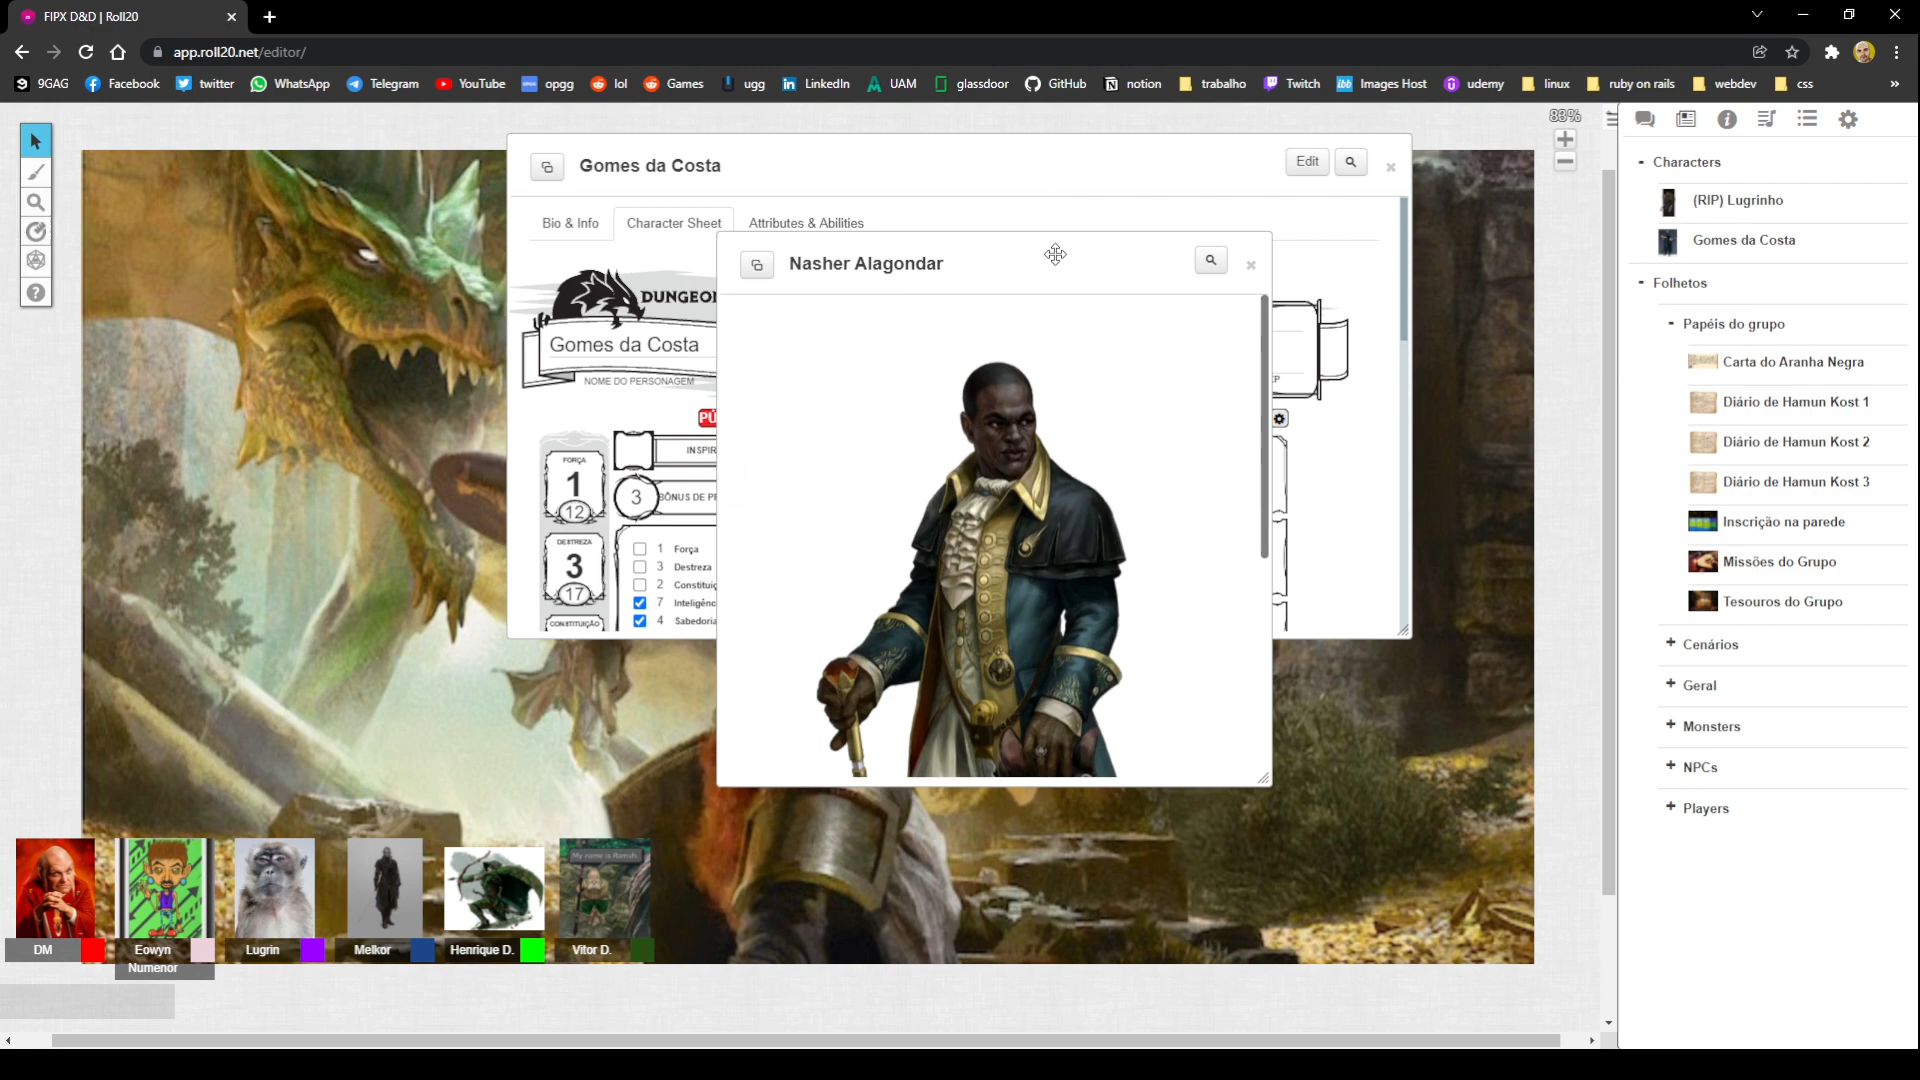 FIPX D&D | Roll20
app.roll20.net/editor/
9GAG Facebook twitter WhatsApp Telegram YouTube opgg lol Games ugg LinkedIn UAM glassdoor GitHub notion trabalho Twitch Images Host udemy linux ruby on rails webdev css »
83%
Gomes da Costa
Edit
Bio & Info Character Sheet Attributes & Abilities
Nasher Alagondar
DUNGEO
Gomes da Costa
NOME DO PERSONAGEM
PÚ
INSPIR
FORÇA
1
12
3 BÔNUS DE P
DESTREZA
3
17
CONSTITUIÇÃO
1 Força
3 Destreza
2 Constituiç
7 Inteligênc
4 Sabedoria
Characters
(RIP) Lugrinho
Gomes da Costa
Folhetos
Papéis do grupo
Carta do Aranha Negra
Diário de Hamun Kost 1
Diário de Hamun Kost 2
Diário de Hamun Kost 3
Inscrição na parede
Missões do Grupo
Tesouros do Grupo
Cenários
Geral
Monsters
NPCs
Players
My name is Ramsh
DM
Eowyn
Numenor
Lugrin
Melkor
Henrique D.
Vitor D.